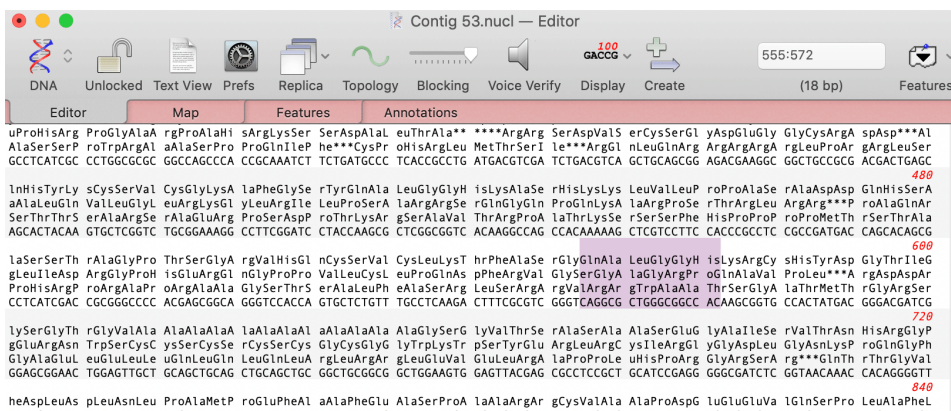 Contig 53.nucl — Editor
100
GACCG
555:572
DNA Unlocked Text View Prefs Replica Topology Blocking Voice Verify Display Create (18 bp) Features
Editor Map Features Annotations
uProHisArg ProGlyAlaA rgProAlaHi sArgLysSer SerAspAlaL euThrAla** ****ArgArg SerAspValS erCysSerGl yAspGluGly GlyCysArgA spAsp***Al
AlaSerSerP roTrpArgAl aAlaSerPro ProGlnIleP he***CysPr oHisArgLeu MetThrSerI le***ArgGl nLeuGlnArg ArgArgArgA rgLeuProAr gArgLeuSer
GCCTCATCGC CCTGGCGCGC GGCCAGCCCA CCGCAAATCT TCTGATGCCC TCACCGCCTG ATGACGTCGA TCTGACGTCA GCTGCAGCGG AGACGAAGGC GGCTGCCGCG ACGACTGAGC
480
lnHisTyrLy sCysSerVal CysGlyLysA laPheGlySe rTyrGlnAla LeuGlyGlyH isLysAlaSe rHisLysLys LeuValLeuP roProAlaSe rAlaAspAsp GlnHisSerA
aAlaLeuGln ValLeuGlyL euArgLysGl yLeuArgIle LeuProSerA laArgArgSe rGlnGlyGln ProGlnLysA laArgProSe rThrArgLeu ArgArg***P roAlaGlnAr
SerThrThrS erAlaArgSe rAlaGluArg ProSerAspP roThrLysAr gSerAlaVal ThrArgProA laThrLysSe rSerSerPhe HisProProP roProMetTh rSerThrAla
AGCACTACAA GTGCTCGGTC TGCGGAAAGG CCTTCGGATC CTACCAAGCG CTCGGCGGTC ACAAGGCCAG CCACAAAAAG CTCGTCCTTC CACCCGCCTC CGCCGATGAC CAGCACAGCG
600
laSerSerTh rAlaGlyPro ThrSerGlyA rgValHisGl nCysSerVal CysLeuLysT hrPheAlaSe rGlyGlnAla LeuGlyGlyH isLysArgCy sHisTyrAsp GlyThrIleG
gLeuIleAsp ArgGlyProH isGluArgGl nGlyProPro ValLeuCysL euProGlnAs pPheArgVal GlySerGlyA laGlyArgPr oGlnAlaVal ProLeu***A rgAspAspAr
ProHisArgP roArgAlaPr oArgAlaAla GlySerThrS erAlaLeuPh eAlaSerArg LeuSerArgA rgValArgAr gTrpAlaAla ThrSerGlyA laThrMetTh rGlyArgSer
CCTCATCGAC CGCGGGCCCC ACGAGCGGCA GGGTCCACCA GTGCTCTGTT TGCCTCAAGA CTTTCGCGTC GGGTCAGGCG CTGGGCGGCC ACAAGCGGTG CCACTATGAC GGGACGATCG
720
lySerGlyTh rGlyValAla AlaAlaAlaA laAlaAlaAl aAlaAlaAla AlaGlySerG lyValThrSe rAlaSerAla AlaSerGluG lyAlaIleSe rValThrAsn HisArgGlyP
gGluArgAsn TrpSerCysC ysSerCysSe rCysSerCys GlyCysGlyG lyTrpLysTr pSerTyrGlu ArgLeuArgC ysIleArgGl yGlyAspLeu GlyAsnLysP roGlnGlyPh
GlyAlaGluL euGluLeuLe uGlnLeuGln LeuGlnLeuA rgLeuArgAr gLeuGluVal GluLeuArgA laProProLe uHisProArg GlyArgSerA rg***GlnTh rThrGlyVal
GGAGCGGAAC TGGAGTTGCT GCAGCTGCAG CTGCAGCTGC GGCTGCGGCG GCTGGAAGTG GAGTTACGAG CGCCTCCGCT GCATCCGAGG GGGCGATCTC GGTAACAAAC CACAGGGGTT
840
heAspLeuAs pLeuAsnLeu ProAlaMetP roGluPheAl aAlaPheGlu AlaSerProA laAlaArgAr gCysValAla AlaProAspG luGluGluVa lGlnSerPro LeuAlaPheL